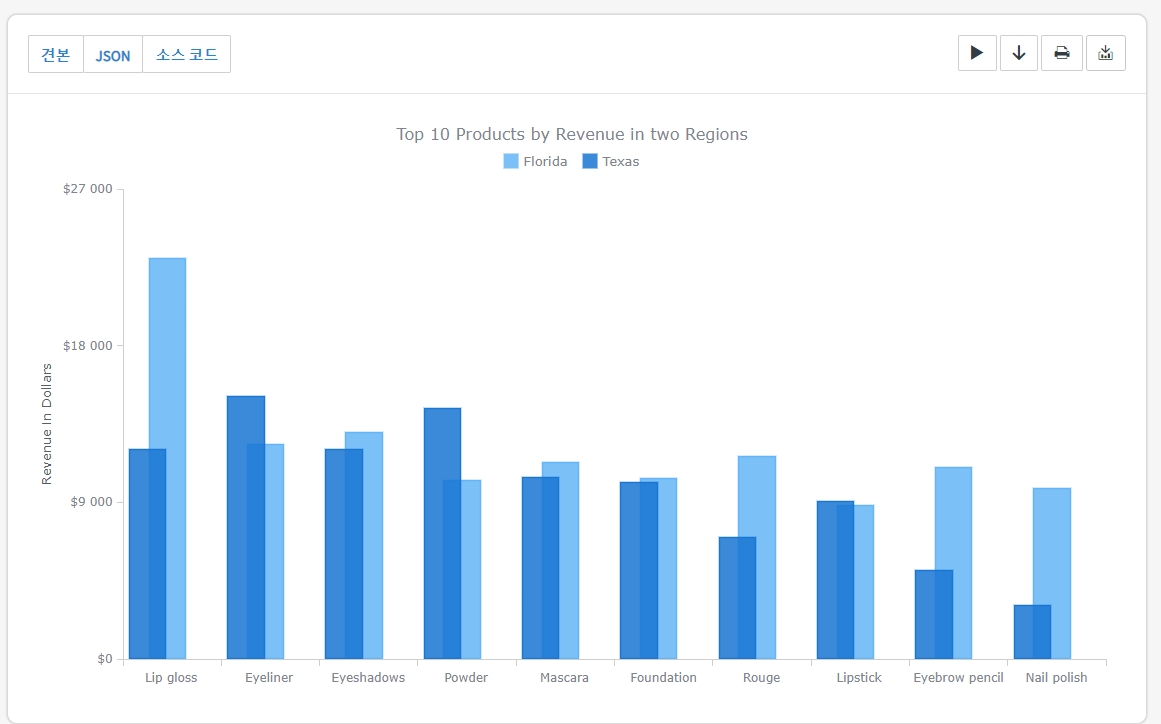 견본 JSON 소스 코드
Top 10 Products by Revenue in two Regions
Florida Texas
Revenue In Dollars
$27 000
$18 000
$9 000
$0
Lip gloss Eyeliner Eyeshadows Powder Mascara Foundation Rouge Lipstick Eyebrow pencil Nail polish